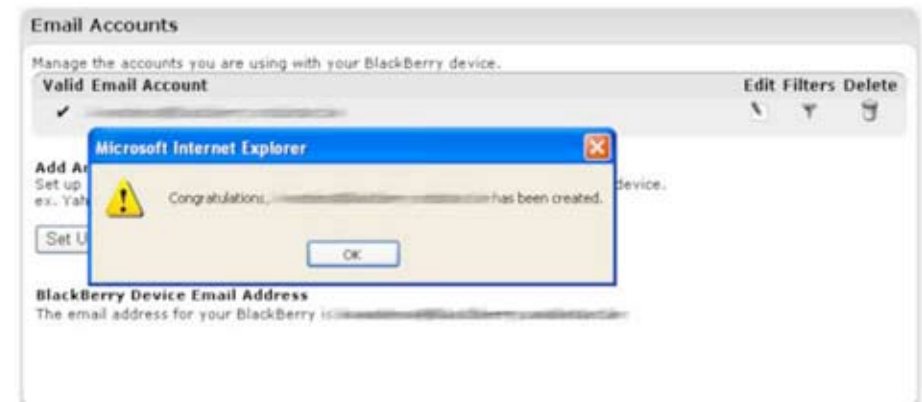 Email Accounts
Manage the accounts you are using with your BlackBerry device.
Valid Email Account Edit Filters Delete
Microsoft Internet Explorer
Add
Set up device.
ex.
Congratulations, has been created.
Set
OK
BlackBerry Device Email Address
The email address for your BlackBerry is